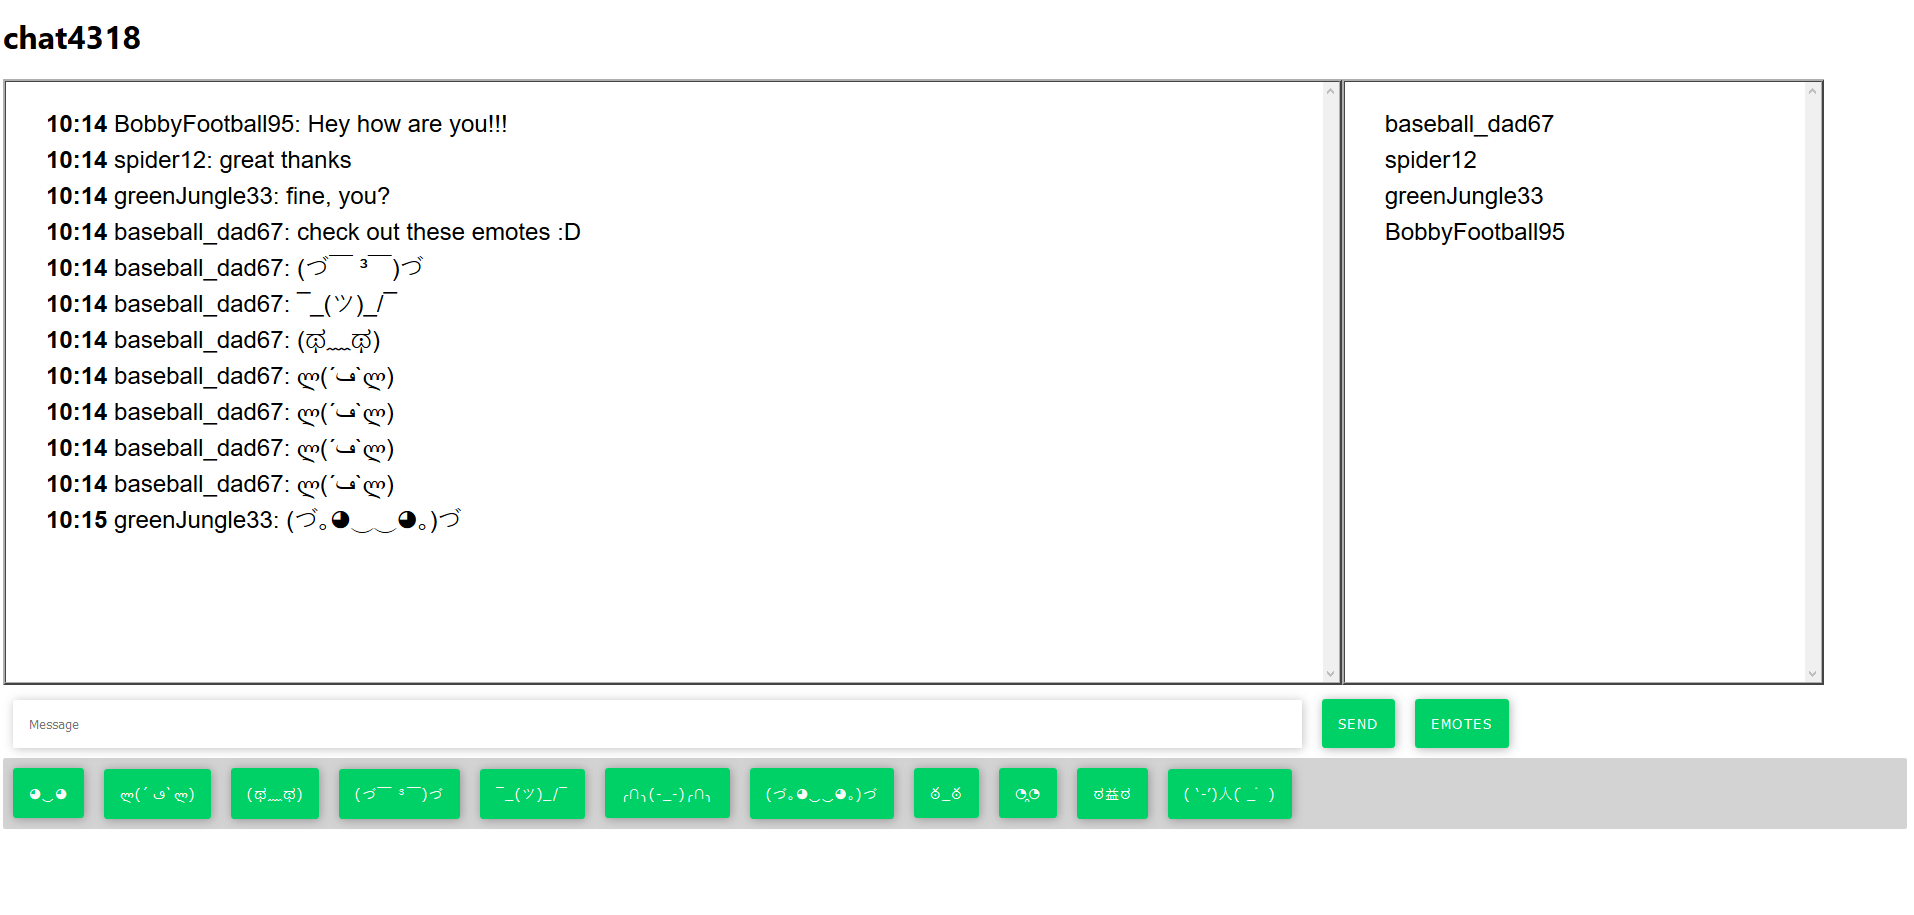 chat4318
10:14 BobbyFootball95: Hey how are you!!!
10:14 spider12: great thanks
10:14 greenJungle33: fine, you?
10:14 baseball_dad67: check out these emotes :D
10:14 baseball_dad67: (づ￣ ³￣)づ
10:14 baseball_dad67: ¯_(ツ)_/¯
10:14 baseball_dad67: (ಥ﹏ಥ)
10:14 baseball_dad67: ლ(´ڡ`ლ)
10:14 baseball_dad67: ლ(´ڡ`ლ)
10:14 baseball_dad67: ლ(´ڡ`ლ)
10:14 baseball_dad67: ლ(´ڡ`ლ)
10:15 greenJungle33: (づ｡◕‿‿◕｡)づ
baseball_dad67
spider12
greenJungle33
BobbyFootball95
Message
SEND
EMOTES
◕‿◕
ლ(´ڡ`ლ)
(ಥ﹏ಥ)
(づ￣ ³￣)づ
¯_(ツ)_/¯
╭∩╮(-_-)╭∩╮
(づ｡◕‿‿◕｡)づ
ఠ_ఠ
◔̯◔
ಠ益ಠ
( ‘-’)人(ﾟ_ﾟ )